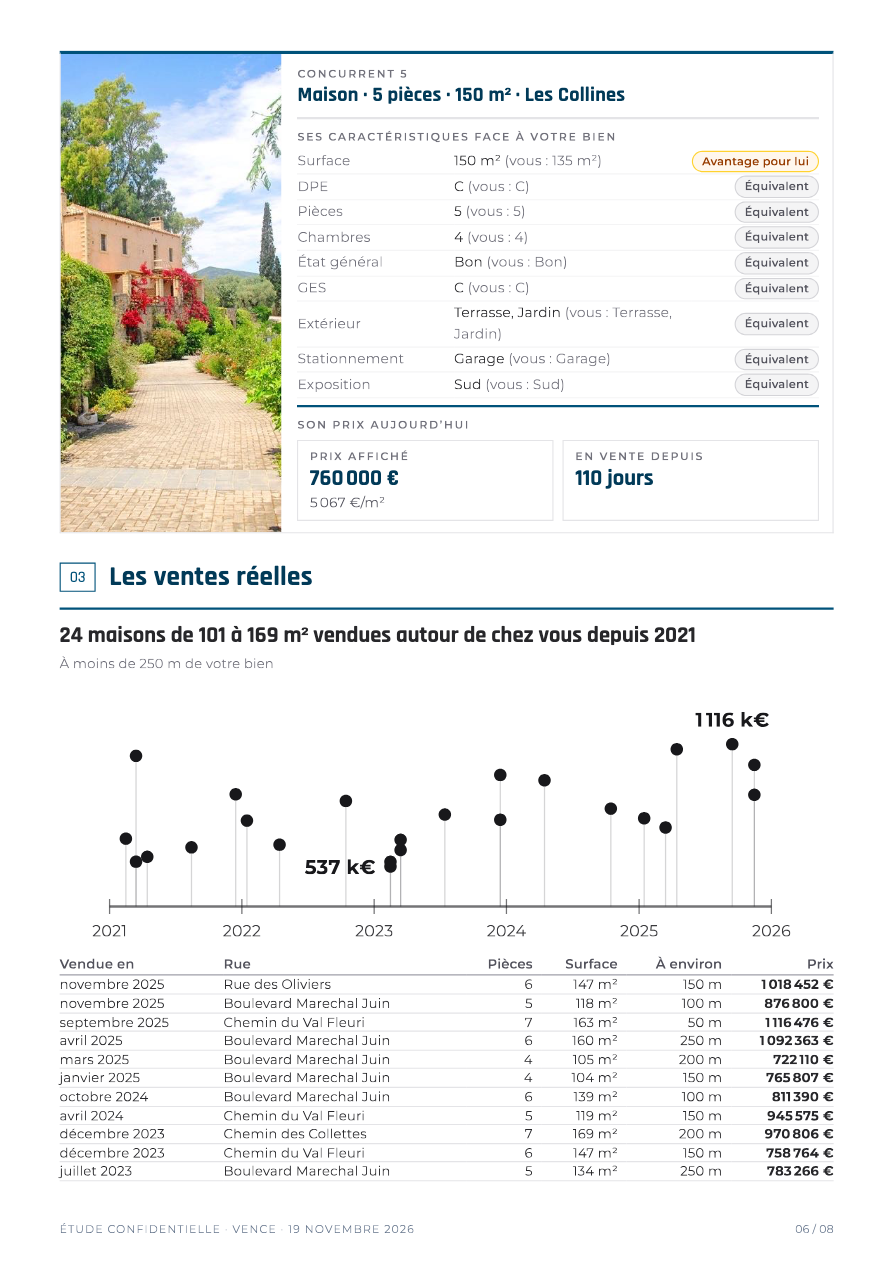 CONCURRENT 5
Maison · 5 pièces · 150 m² · Les Collines
SES CARACTÉRISTIQUES FACE À VOTRE BIEN
Surface 150 m² (vous : 135 m²) Avantage pour lui
DPE C (vous : C) Équivalent
Pièces 5 (vous : 5) Équivalent
Chambres 4 (vous : 4) Équivalent
État général Bon (vous : Bon) Équivalent
GES C (vous : C) Équivalent
Extérieur Terrasse, Jardin (vous : Terrasse, Jardin) Équivalent
Stationnement Garage (vous : Garage) Équivalent
Exposition Sud (vous : Sud) Équivalent
SON PRIX AUJOURD'HUI
PRIX AFFICHÉ
760 000 €
5 067 €/m²
EN VENTE DEPUIS
110 jours
03 Les ventes réelles
24 maisons de 101 à 169 m² vendues autour de chez vous depuis 2021
À moins de 250 m de votre bien
1 116 k€
537 k€
2021 2022 2023 2024 2025 2026
Vendue en Rue Pièces Surface À environ Prix
novembre 2025 Rue des Oliviers 6 147 m² 150 m 1 018 452 €
novembre 2025 Boulevard Marechal Juin 5 118 m² 100 m 876 800 €
septembre 2025 Chemin du Val Fleuri 7 163 m² 50 m 1 116 476 €
avril 2025 Boulevard Marechal Juin 6 160 m² 250 m 1 092 363 €
mars 2025 Boulevard Marechal Juin 4 105 m² 200 m 722 110 €
janvier 2025 Boulevard Marechal Juin 4 104 m² 150 m 765 807 €
octobre 2024 Boulevard Marechal Juin 6 139 m² 100 m 811 390 €
avril 2024 Chemin du Val Fleuri 5 119 m² 150 m 945 575 €
décembre 2023 Chemin des Collettes 7 169 m² 200 m 970 806 €
décembre 2023 Chemin du Val Fleuri 6 147 m² 150 m 758 764 €
juillet 2023 Boulevard Marechal Juin 5 134 m² 250 m 783 266 €
ÉTUDE CONFIDENTIELLE · VENCE · 19 NOVEMBRE 2026 06 / 08